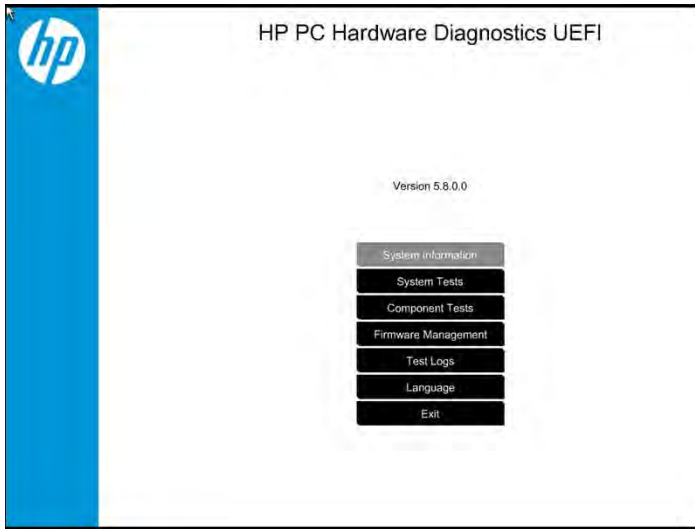 hp
HP PC Hardware Diagnostics UEFI
Version 5.8.0.0
System Information
System Tests
Component Tests
Firmware Management
Test Logs
Language
Exit